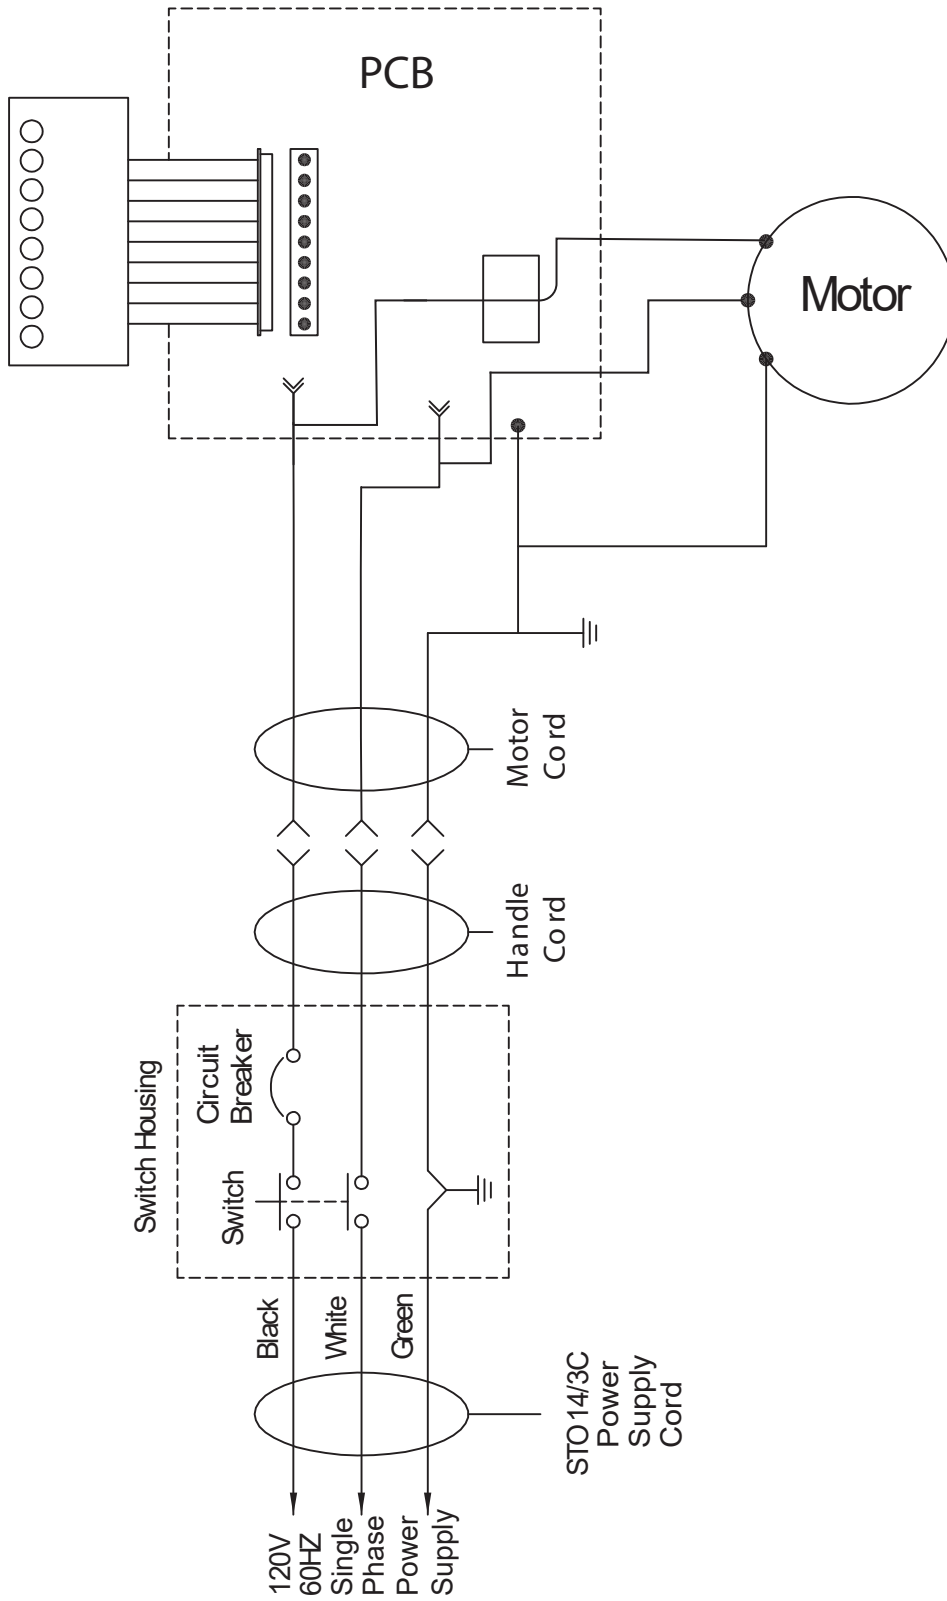 PCB
Motor
Motor
Cord
Handle
Cord
Switch Housing
Circuit
Breaker
Switch
Black
White
Green
STO 14/3C
Power
Supply
Cord
120V
60HZ
Single
Phase
Power
Supply